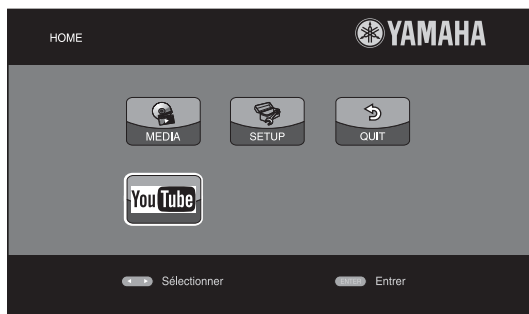 HOME
YAMAHA
MEDIA
SETUP
QUIT
YouTube
Sélectionner
ENTER
Entrer